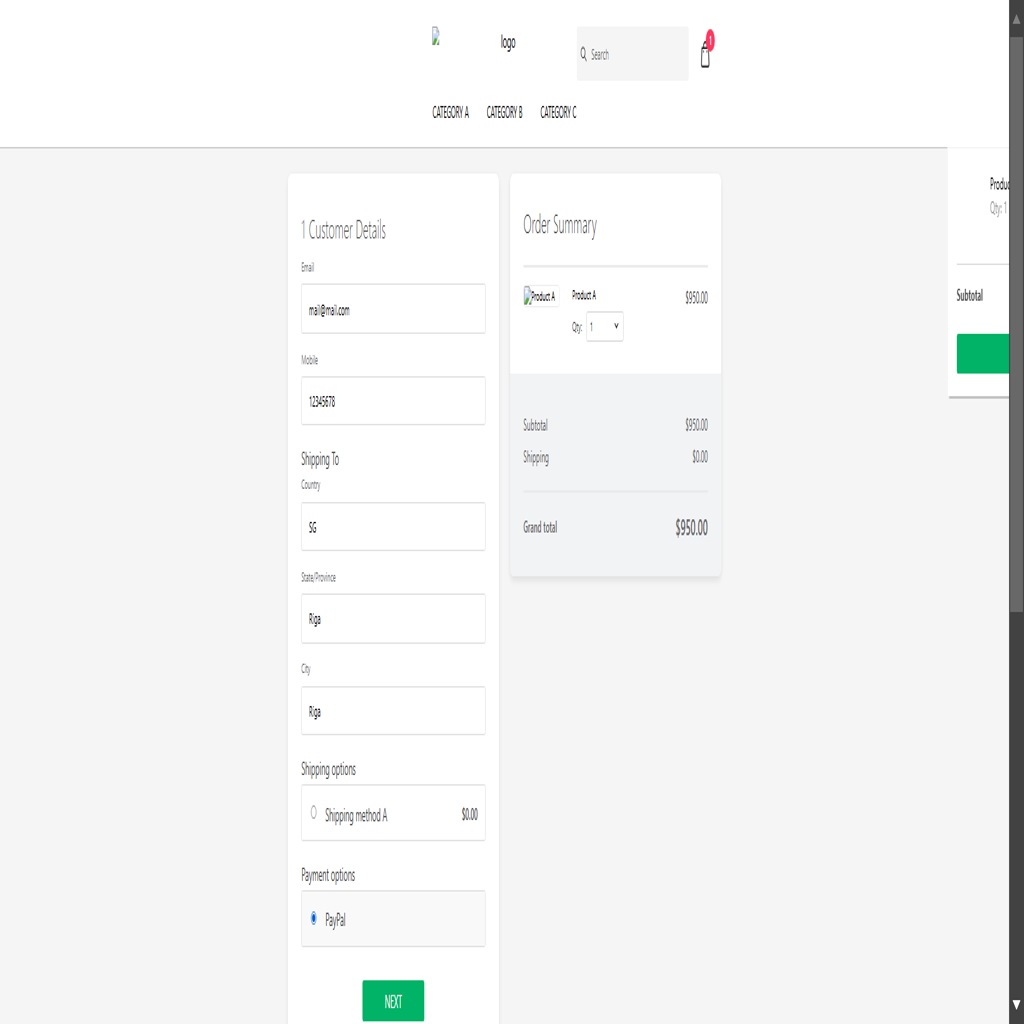 logo
Search
1
CATEGORY A CATEGORY B CATEGORY C
1 Customer Details
Email
mail@mail.com
Mobile
12345678
Shipping To
Country
SG
State/Province
Riga
City
Riga
Shipping options
Shipping method A $0.00
Payment options
PayPal
NEXT
Order Summary
Product A
Product A $950.00
Qty: 1
Subtotal $950.00
Shipping $0.00
Grand total $950.00
Produc
Qty: 1
Subtotal